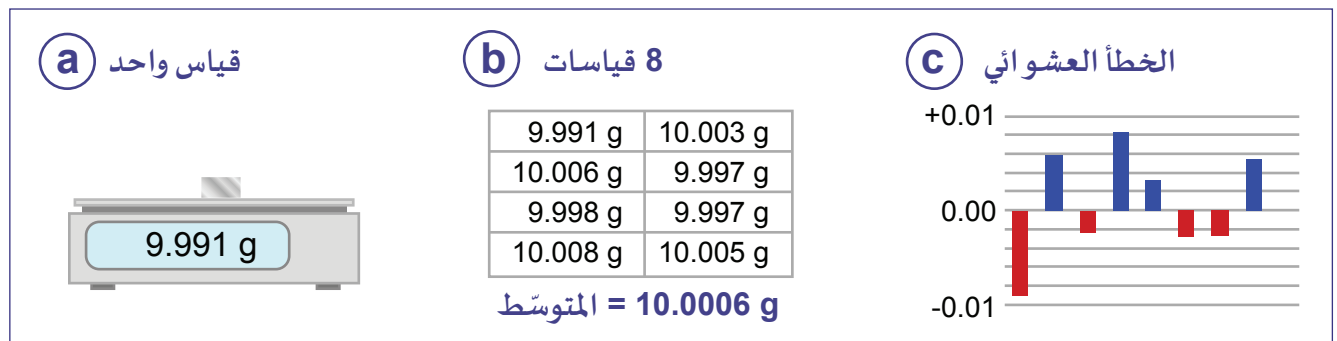 a قياس واحد
9.991 g
b 8 قياسات
9.991 g 10.003 g
10.006 g 9.997 g
9.998 g 9.997 g
10.008 g 10.005 g
المتوسّط = 10.0006 g
c الخطأ العشوائي
+0.01
0.00
-0.01